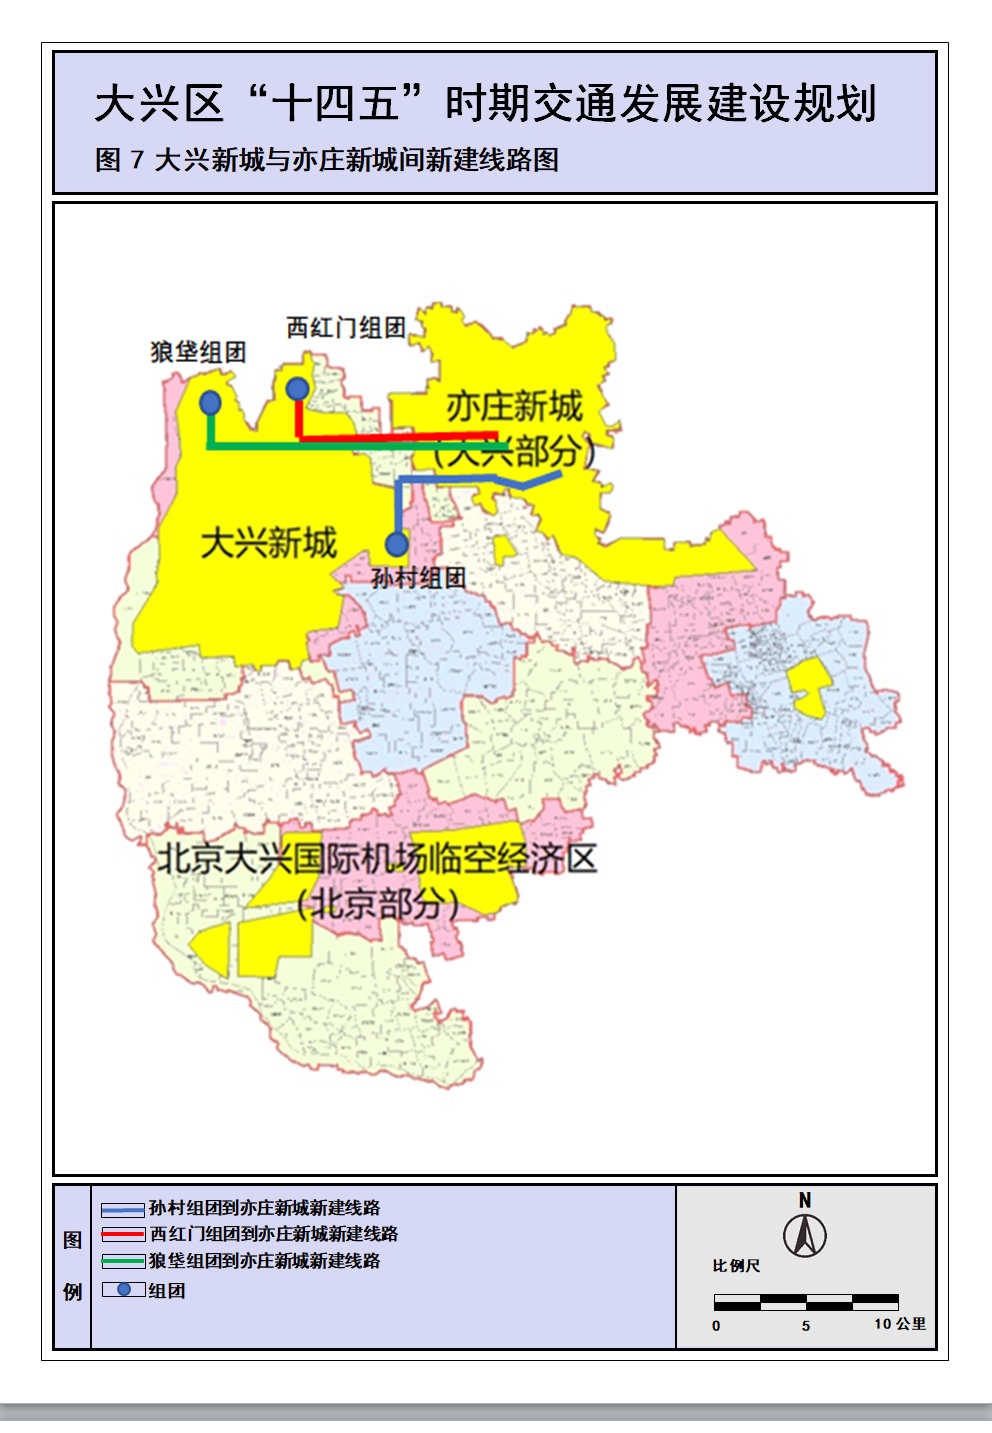 大兴区“十四五”时期交通发展建设规划
图 7 大兴新城与亦庄新城间新建线路图
西红门组团
狼垡组团
亦庄新城
（大兴部分）
大兴新城
孙村组团
北京大兴国际机场临空经济区
（北京部分）
图例
孙村组团到亦庄新城新建线路
西红门组团到亦庄新城新建线路
狼垡组团到亦庄新城新建线路
组团
N
比例尺
0 5 10 公里